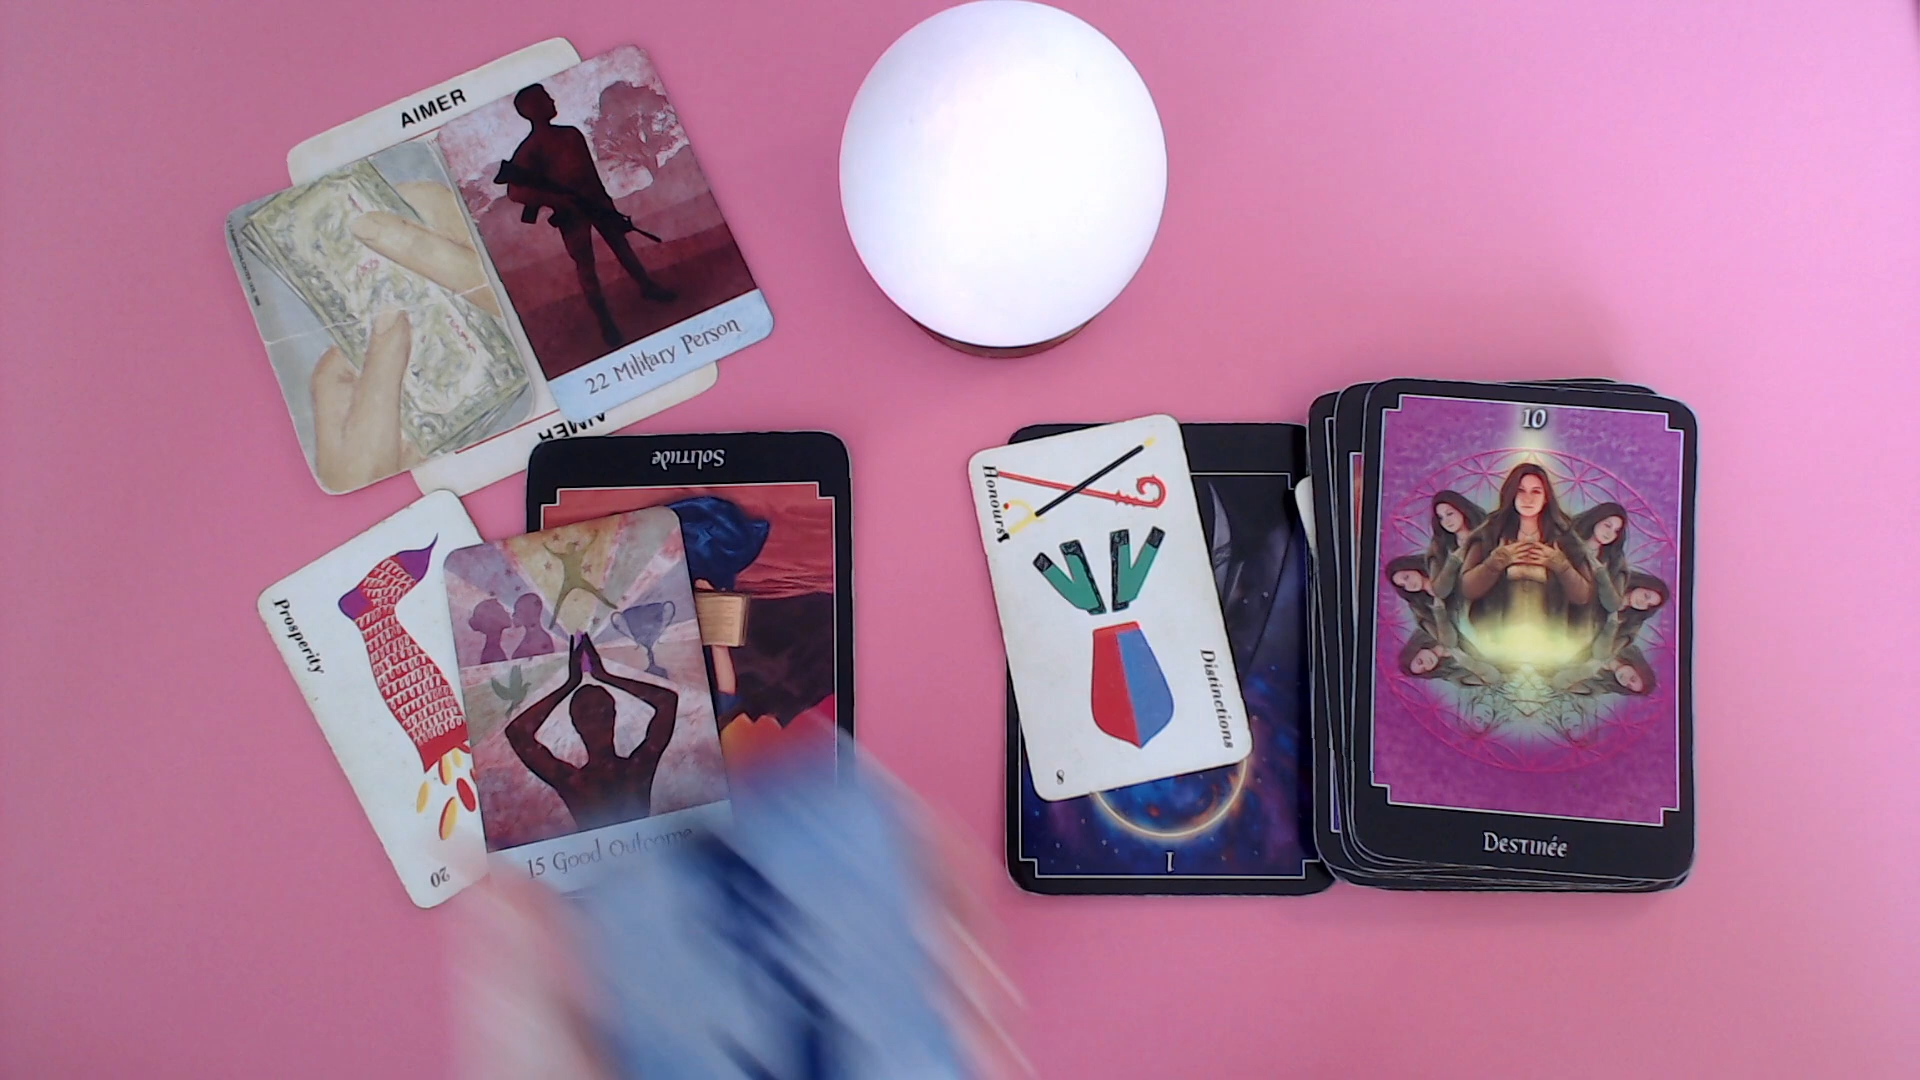 AIMER
22 Military Person
AIMER
Solitude
Prosperity
20
15 Good Outcome
Honours
Distinctions
8
1
10
Destinée